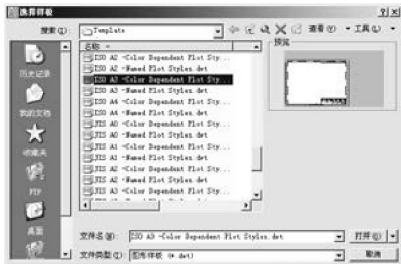 选择样板
搜索(I):
Template
查看(V)
工具(L)
名称
预览
ISO A2 -Color Dependent Plot Sty...
ISO A2 -Named Plot Styles.dwt
ISO A3 -Color Dependent Plot Sty...
ISO A3 -Named Plot Styles.dwt
ISO A4 -Color Dependent Plot Sty...
ISO A4 -Named Plot Styles.dwt
JIS A0 -Color Dependent Plot Sty...
JIS A0 -Named Plot Styles.dwt
JIS A1 -Color Dependent Plot Sty...
JIS A1 -Named Plot Styles.dwt
JIS A2 -Color Dependent Plot Sty...
JIS A2 -Named Plot Styles.dwt
JIS A3 -Color Dependent Plot Sty...
历史记录
我的文档
收藏夹
FTP
桌面
文件名(N):
ISO A3 -Color Dependent Plot Styles.dwt
打开(O)
文件类型(T):
图形样板 (*.dwt)
取消